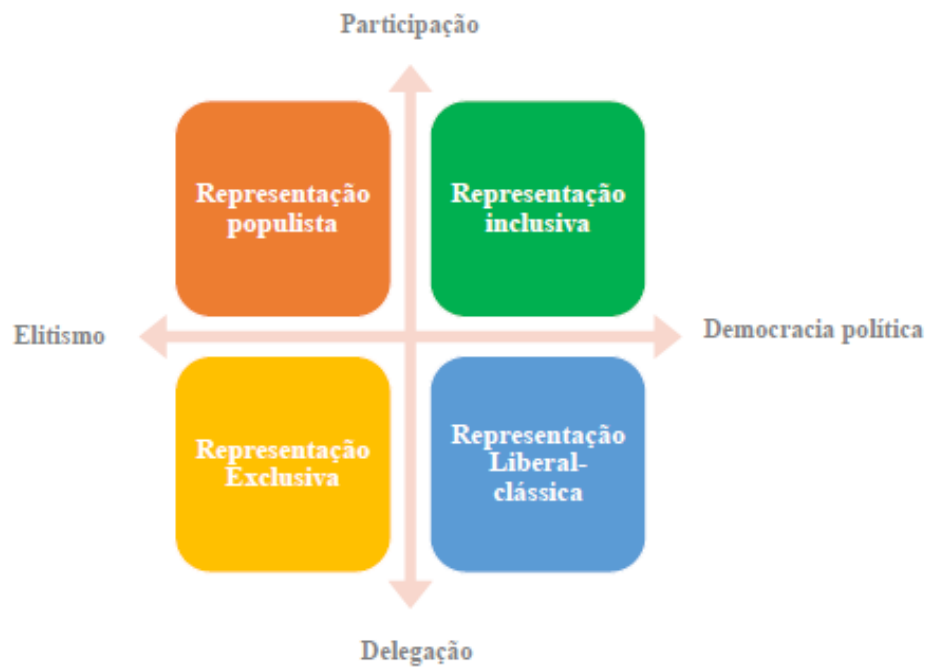 Participação
Representação
populista
Representação
inclusiva
Elitismo
Democracia política
Representação
Exclusiva
Representação
Liberal-
clássica
Delegação